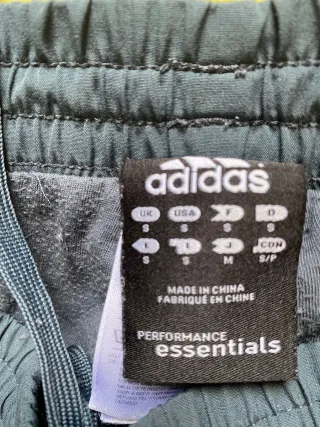 adidas
UK USA F D
S S S S
E I J CDN
S S M S/P
MADE IN CHINA
FABRIQUÉ EN CHINE
PERFORMANCE
essentials